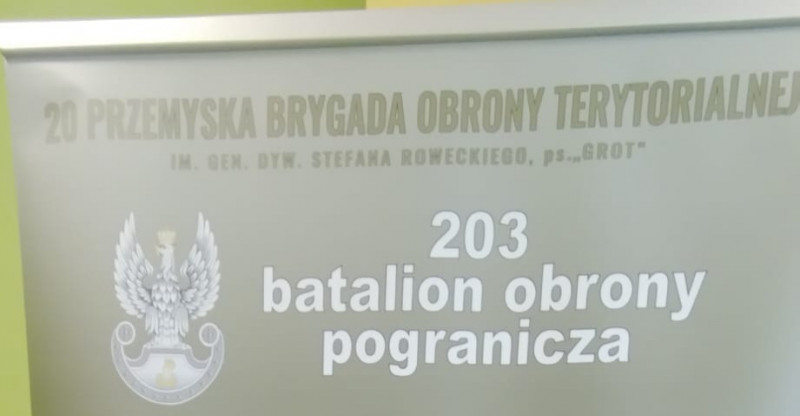 20 PRZEMYSKA BRYGADA OBRONY TERYTORIALNEJ
IM. GEN. DYW. STEFANA ROWECKIEGO, ps.„GROT"
203
batalion obrony
pogranicza